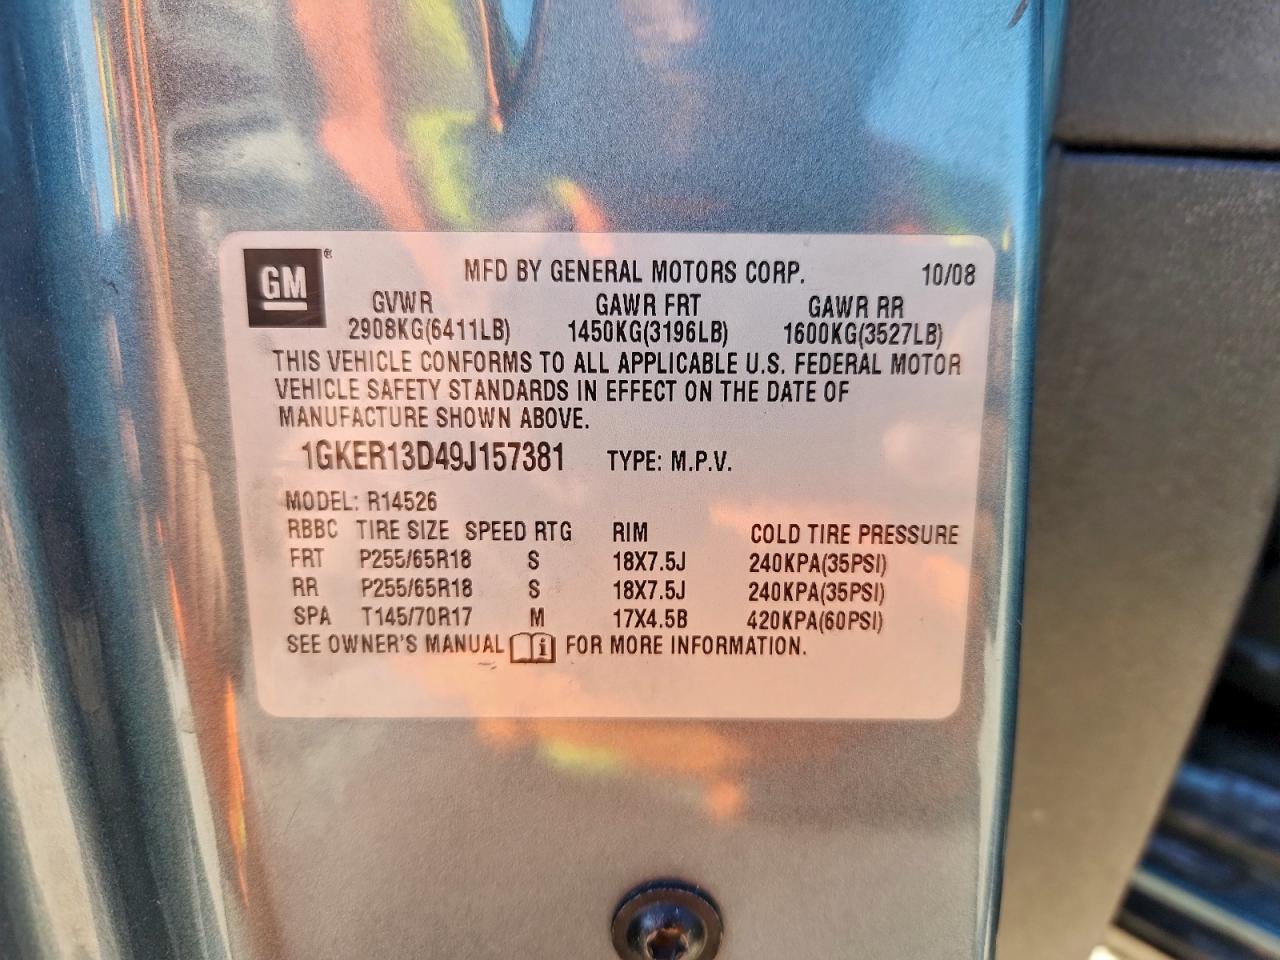 GM ®
MFD BY GENERAL MOTORS CORP. 10/08
GVWR GAWR FRT GAWR RR
2908KG(6411LB) 1450KG(3196LB) 1600KG(3527LB)
THIS VEHICLE CONFORMS TO ALL APPLICABLE U.S. FEDERAL MOTOR
VEHICLE SAFETY STANDARDS IN EFFECT ON THE DATE OF
MANUFACTURE SHOWN ABOVE.
1GKER13D49J157381 TYPE: M.P.V.
MODEL: R14526
RBBC TIRE SIZE SPEED RTG RIM COLD TIRE PRESSURE
FRT P255/65R18 S 18X7.5J 240KPA(35PSI)
RR P255/65R18 S 18X7.5J 240KPA(35PSI)
SPA T145/70R17 M 17X4.5B 420KPA(60PSI)
SEE OWNER'S MANUAL i FOR MORE INFORMATION.